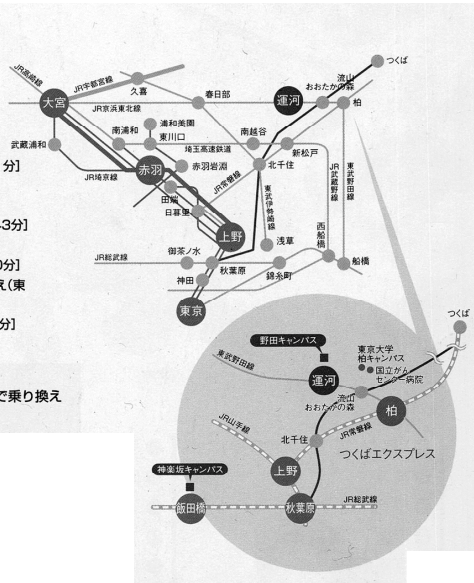 JR高崎線
JR宇都宮線
久喜
大宮
JR京浜東北線
春日部
運河
流山
おおたかの森
柏
つくば
武蔵浦和
南浦和
浦和美園
東川口
埼玉高速鉄道
南越谷
新松戸
赤羽
赤羽岩淵
JR埼京線
JR常磐線
北千住
田端
日暮里
東武伊勢崎線
JR武蔵野線
東武野田線
上野
浅草
西船橋
船橋
JR総武線
御茶ノ水
秋葉原
錦糸町
神田
東京
分]
3分]
0分]
え(東
分]
で乗り換え
つくば
野田キャンパス
東京大学
柏キャンパス
国立がん
センター病院
東武野田線
運河
流山
おおたかの森
柏
JR山手線
北千住
JR常磐線
つくばエクスプレス
上野
神楽坂キャンパス
飯田橋
秋葉原
JR総武線